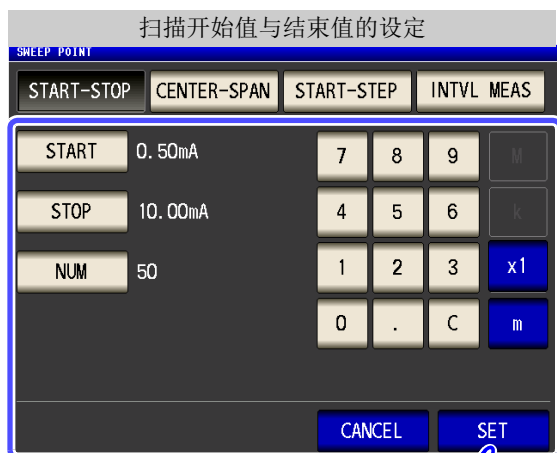 扫描开始值与结束值的设定
SWEEP POINT
START-STOP CENTER-SPAN START-STEP INTVL MEAS
START 0.50mA 7 8 9 M
STOP 10.00mA 4 5 6 k
NUM 50 1 2 3 x1
0 . C m
CANCEL SET